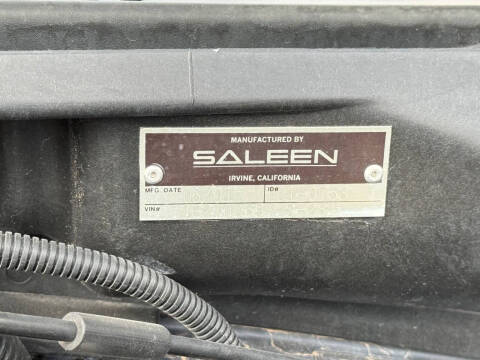 MANUFACTURED BY
SALEEN
IRVINE, CALIFORNIA
MFG. DATE ID#
VIN#